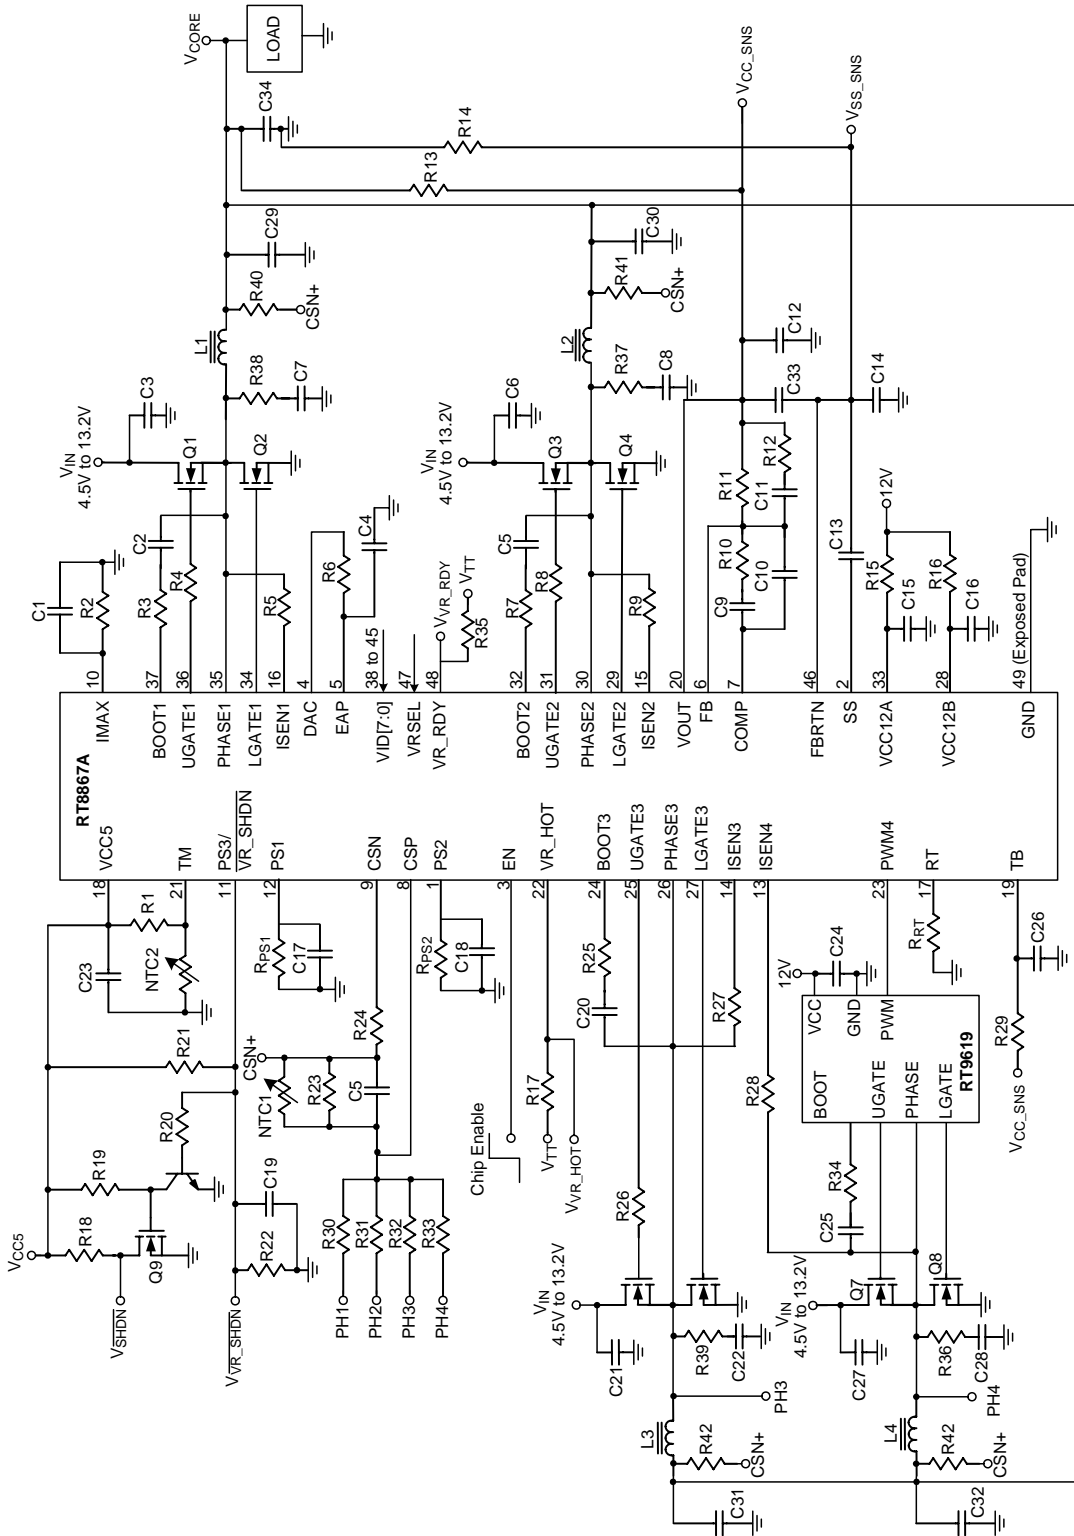 RT8867A
VCC5
TM
PS3/
VR_SHDN
PS1
CSN
CSP
PS2
EN
VR_HOT
BOOT3
UGATE3
PHASE3
LGATE3
ISEN3
ISEN4
PWM4
RT
TB
18
21
11
12
9
8
1
3
22
24
25
26
27
14
13
23
17
19
IMAX
BOOT1
UGATE1
PHASE1
LGATE1
ISEN1
DAC
EAP
VID[7:0]
VRSEL
VR_RDY
BOOT2
UGATE2
PHASE2
LGATE2
ISEN2
VOUT
FB
COMP
FBRTN
SS
VCC12A
VCC12B
GND
10
37
36
35
34
16
4
5
38 to 45
47
48
32
31
30
29
15
20
6
7
46
2
33
28
49 (Exposed Pad)
VCC5
R18
R19
R20
R21
Q9
VSHDN
VVR_SHDN
R22
C19
C23
R1
NTC2
RPS1
C17
CSN+
NTC1
R23
C5
R24
RPS2
C18
PH1
PH2
PH3
PH4
R30
R31
R32
R33
Chip Enable
R17
VTT
VVR_HOT
C20
R25
R26
R27
R28
VIN
4.5V to 13.2V
C21
R39
C22
PH3
L3
R42
CSN+
C31
12V
C24
VCC
GND
PWM
BOOT
UGATE
PHASE
LGATE
RT9619
C25
R34
Q7
Q8
VIN
4.5V to 13.2V
C27
R36
C28
PH4
L4
R42
CSN+
C32
RRT
R29
C26
VCC_SNS
C1
R2
R3
C2
R4
R5
VIN
4.5V to 13.2V
C3
Q1
Q2
R38
C7
L1
R40
CSN+
C29
VCORE
LOAD
C34
R13
R14
R6
C4
VVR_RDY
R35
VTT
R7
C5
R8
R9
VIN
4.5V to 13.2V
C6
Q3
Q4
R37
C8
L2
R41
CSN+
C30
C9
R10
C10
R11
C11
R12
C33
C12
VCC_SNS
C13
C14
VSS_SNS
R15
C15
12V
R16
C16